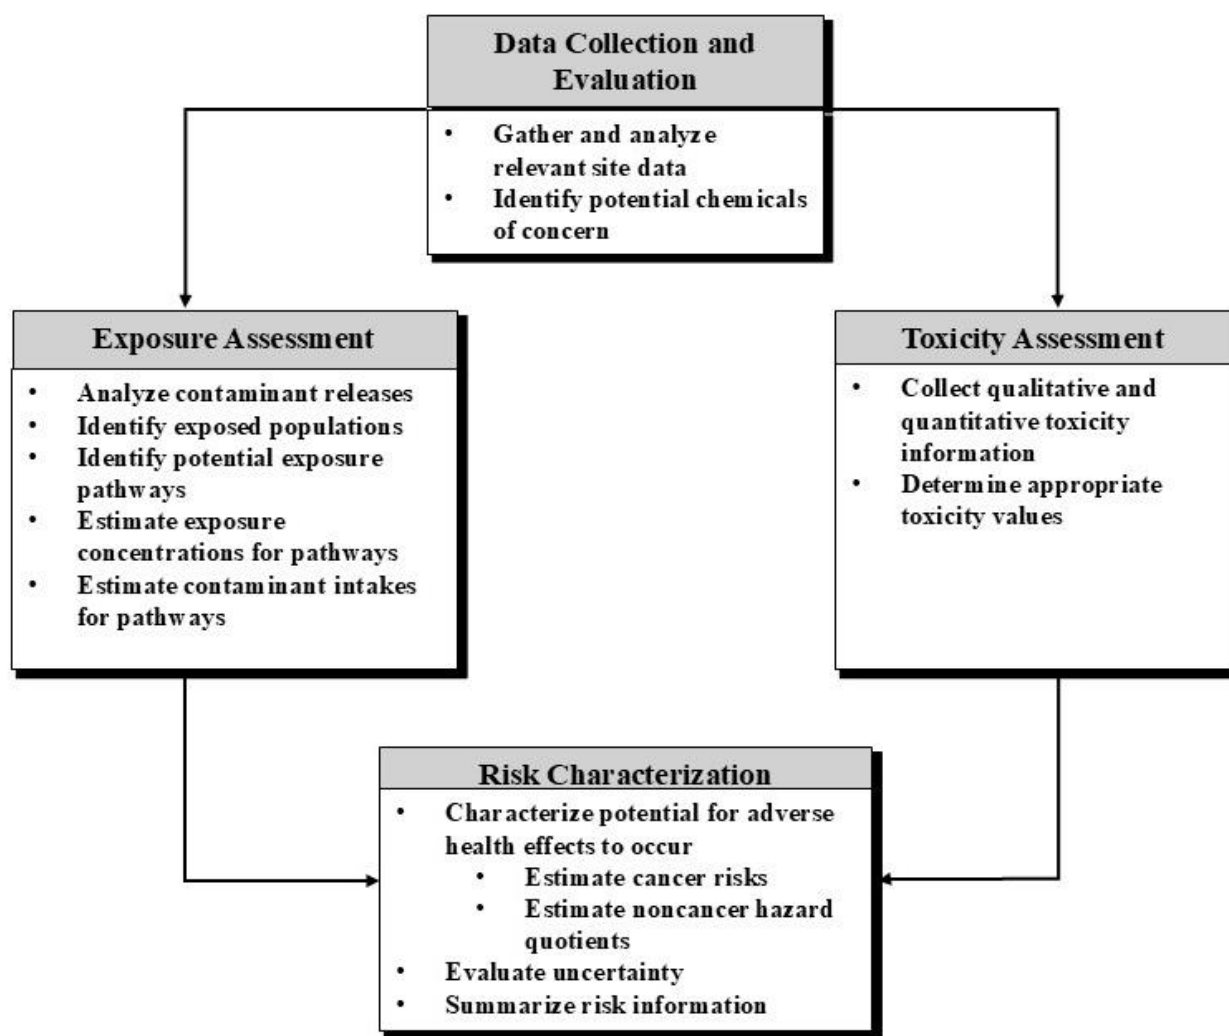 Data Collection and
Evaluation
• Gather and analyze
relevant site data
• Identify potential chemicals
of concern
Exposure Assessment
• Analyze contaminant releases
• Identify exposed populations
• Identify potential exposure
pathways
• Estimate exposure
concentrations for pathways
• Estimate contaminant intakes
for pathways
Toxicity Assessment
• Collect qualitative and
quantitative toxicity
information
• Determine appropriate
toxicity values
Risk Characterization
• Characterize potential for adverse
health effects to occur
• Estimate cancer risks
• Estimate noncancer hazard
quotients
• Evaluate uncertainty
• Summarize risk information